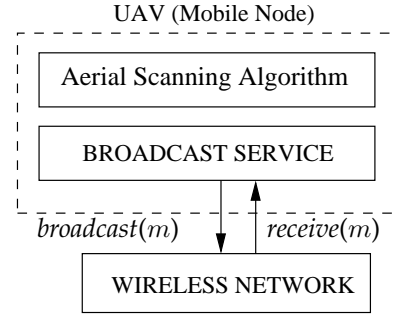 UAV (Mobile Node)
Aerial Scanning Algorithm
BROADCAST SERVICE
broadcast(m) receive(m)
WIRELESS NETWORK